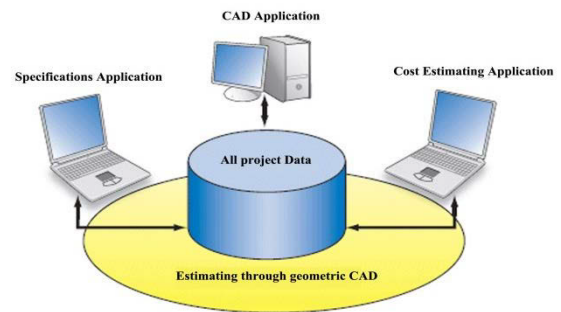 CAD Application
Specifications Application
Cost Estimating Application
All project Data
Estimating through geometric CAD